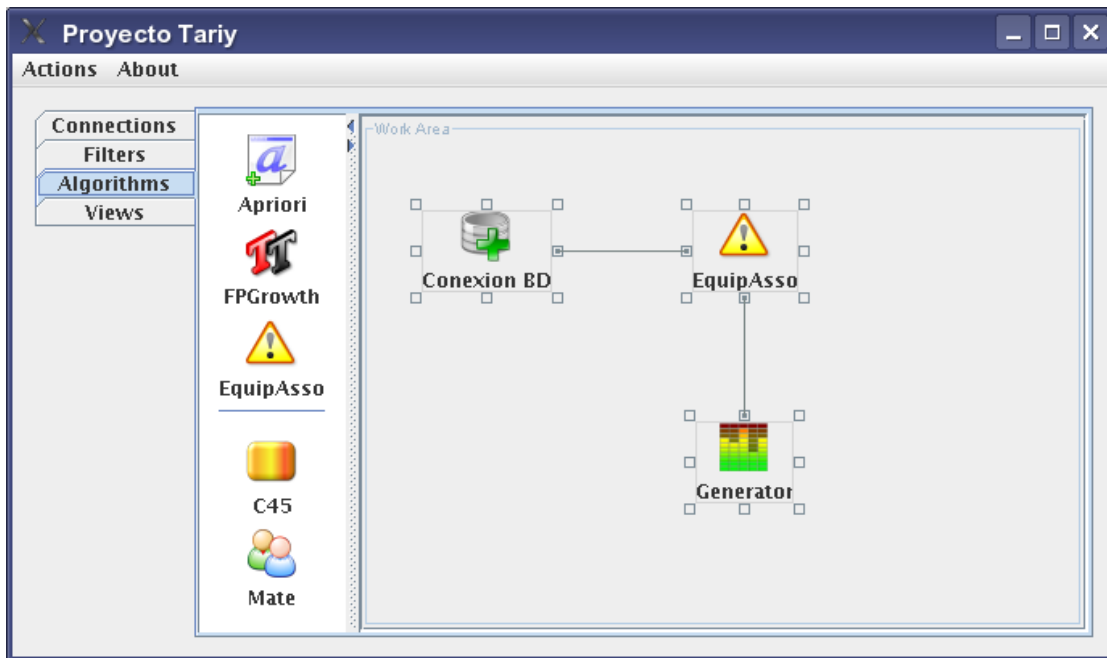 Proyecto Tariy
Actions About
Connections
Filters
Algorithms
Views
Apriori
FPGrowth
EquipAsso
C45
Mate
Work Area
Conexion BD
EquipAsso
Generator